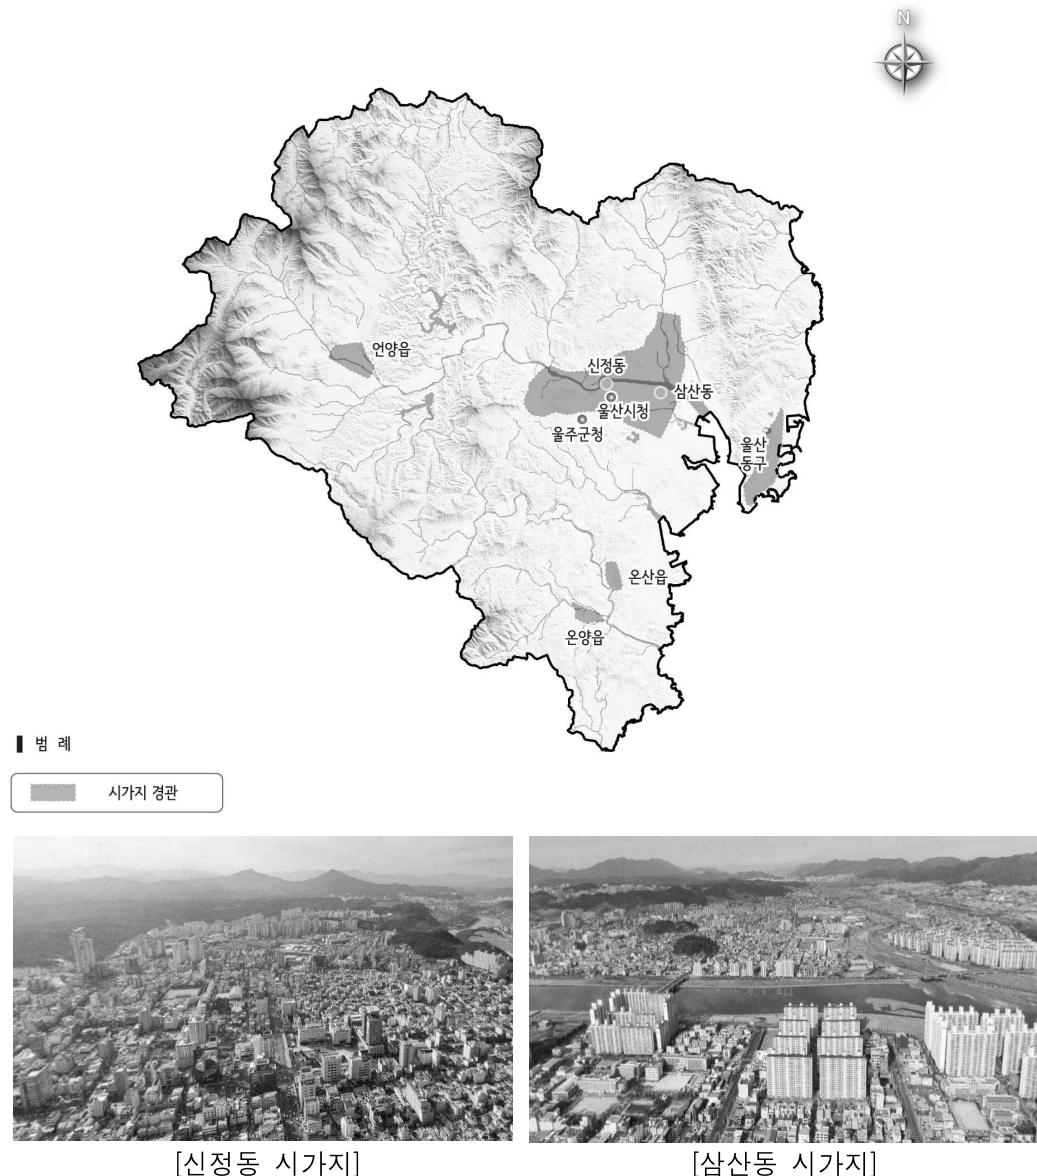 N
언양읍
신정동
삼산동
울산시청
울주군청
울산
동구
온산읍
온양읍
범 례
시가지 경관
[신정동 시가지]
[삼산동 시가지]